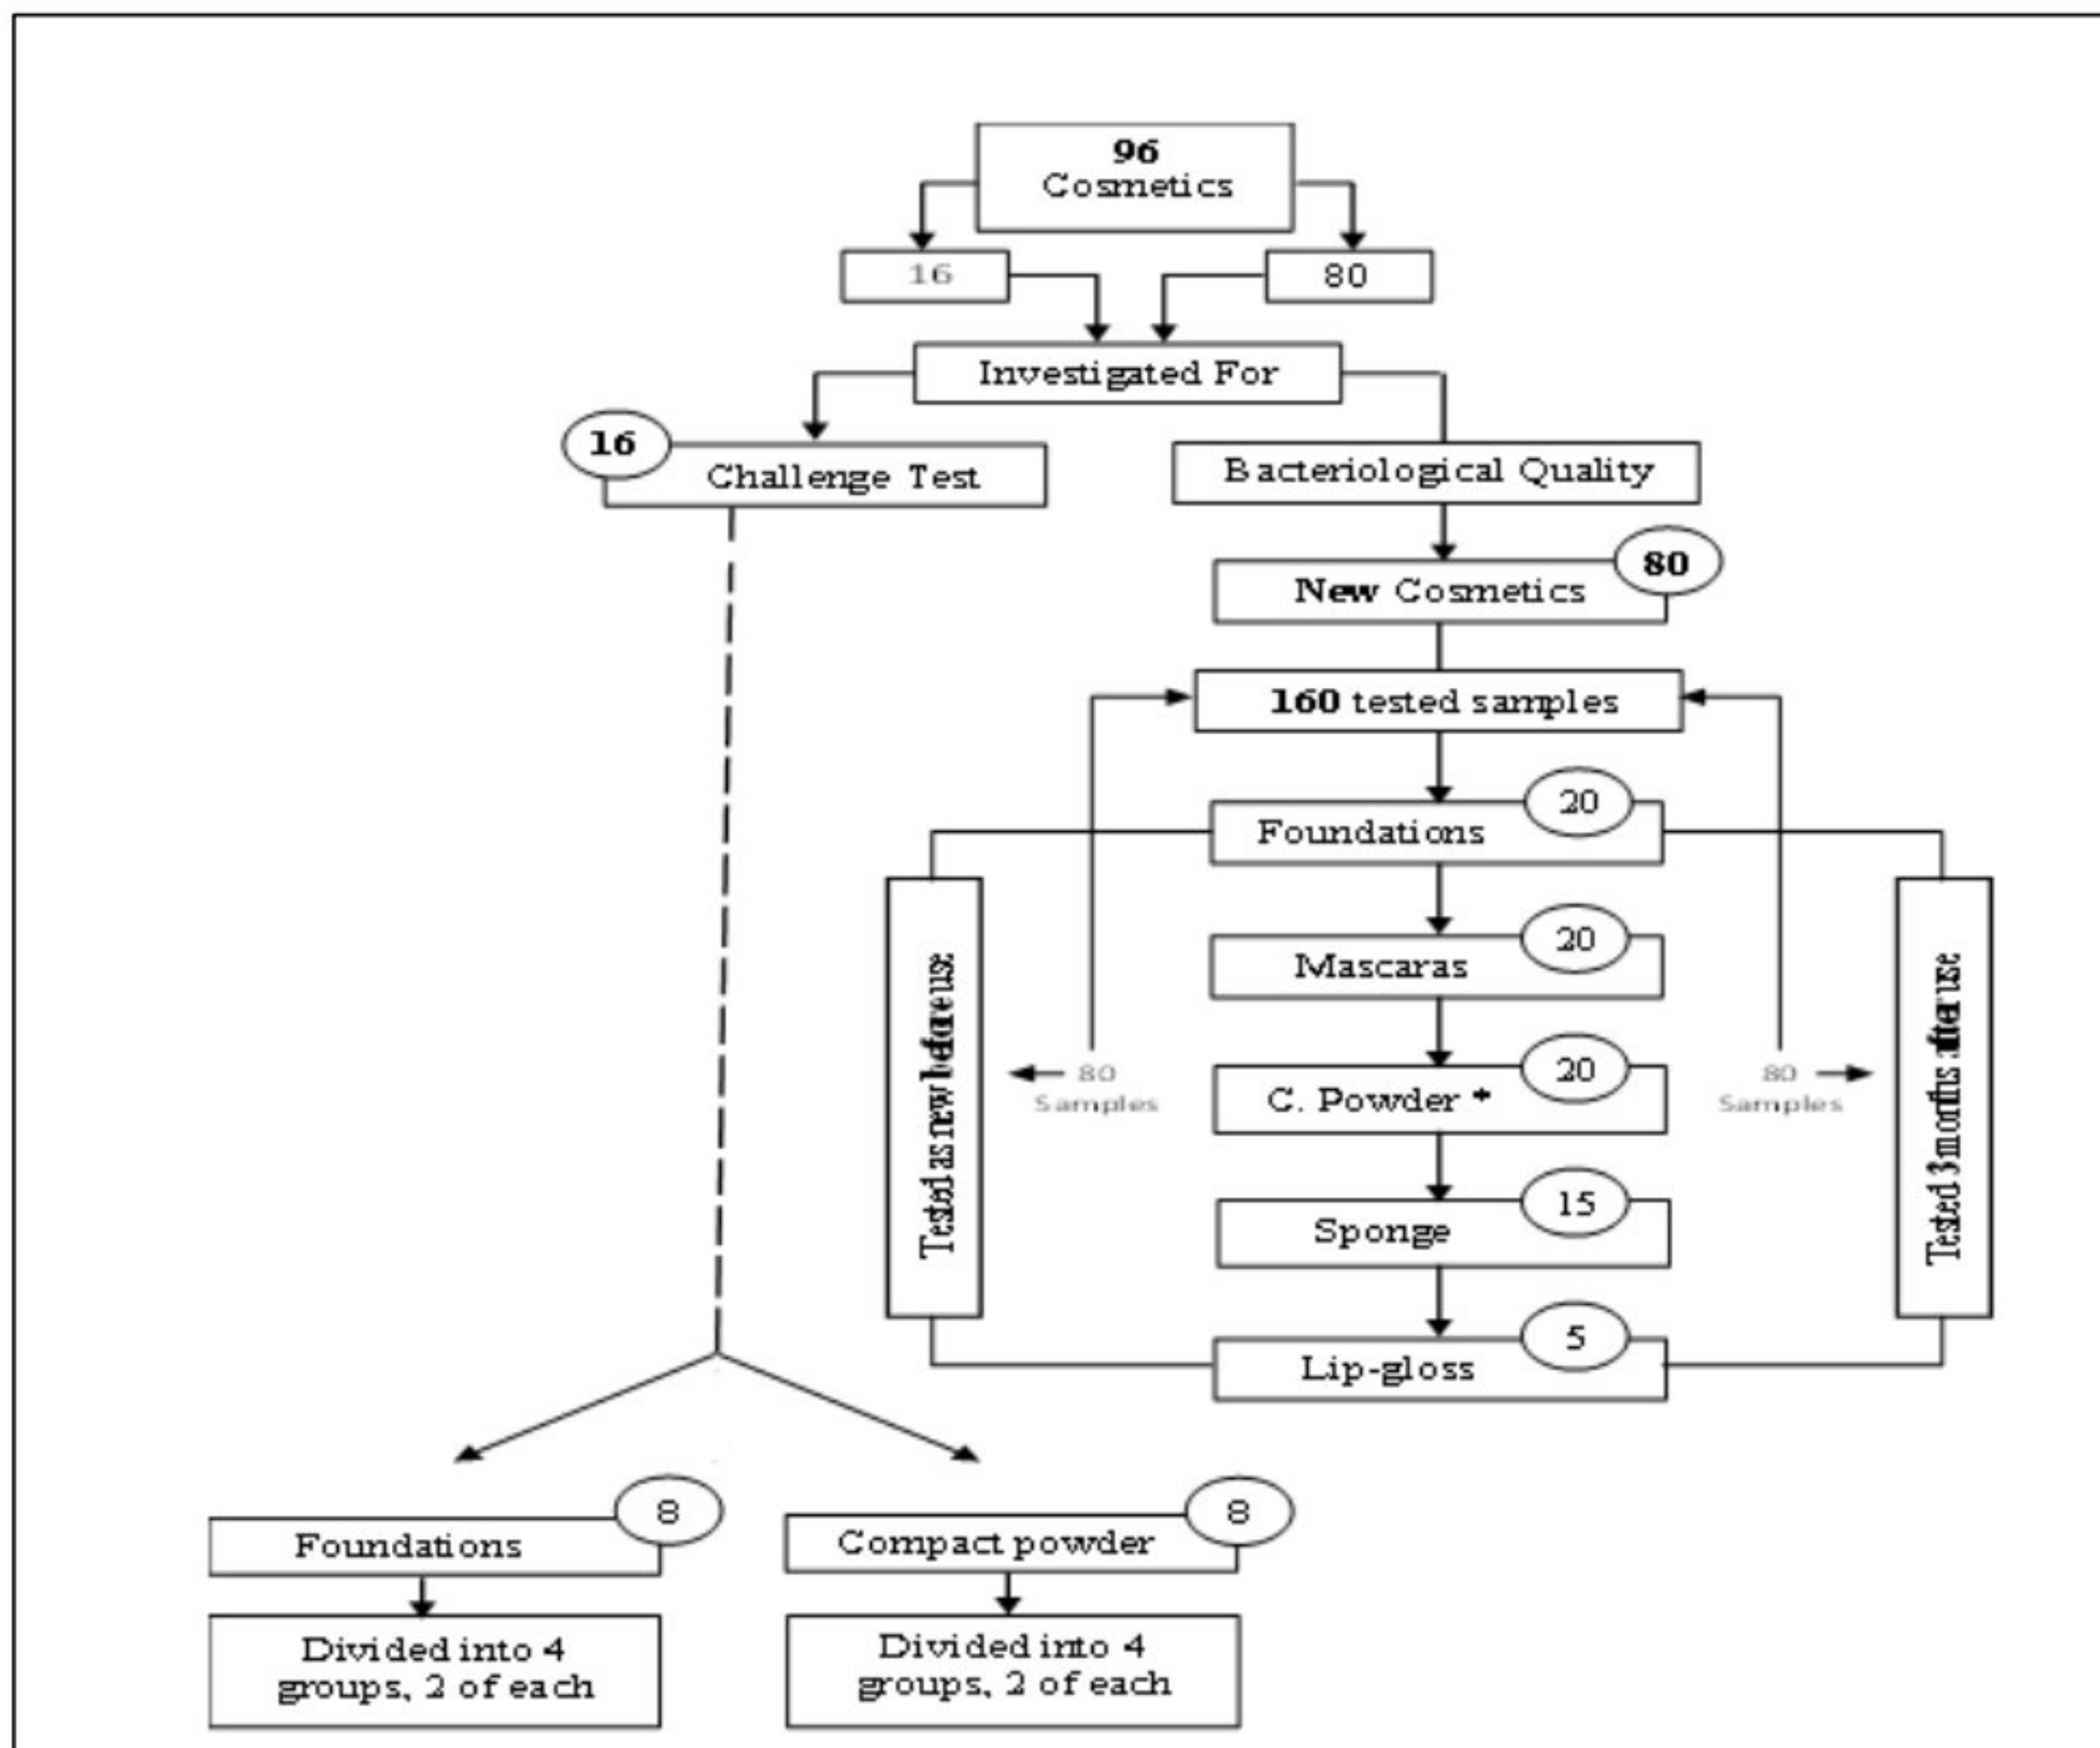 96
Cosmetics
16
80
Investigated For
16
Challenge Test
Bacteriological Quality
80
New Cosmetics
160 tested samples
20
Foundations
20
Mascaras
20
C. Powder *
15
Sponge
5
Lip-gloss
Tested as new before use
80
Samples
80
Samples
Tested 3 months after use
8
Foundations
8
Compact powder
Divided into 4
groups, 2 of each
Divided into 4
groups, 2 of each